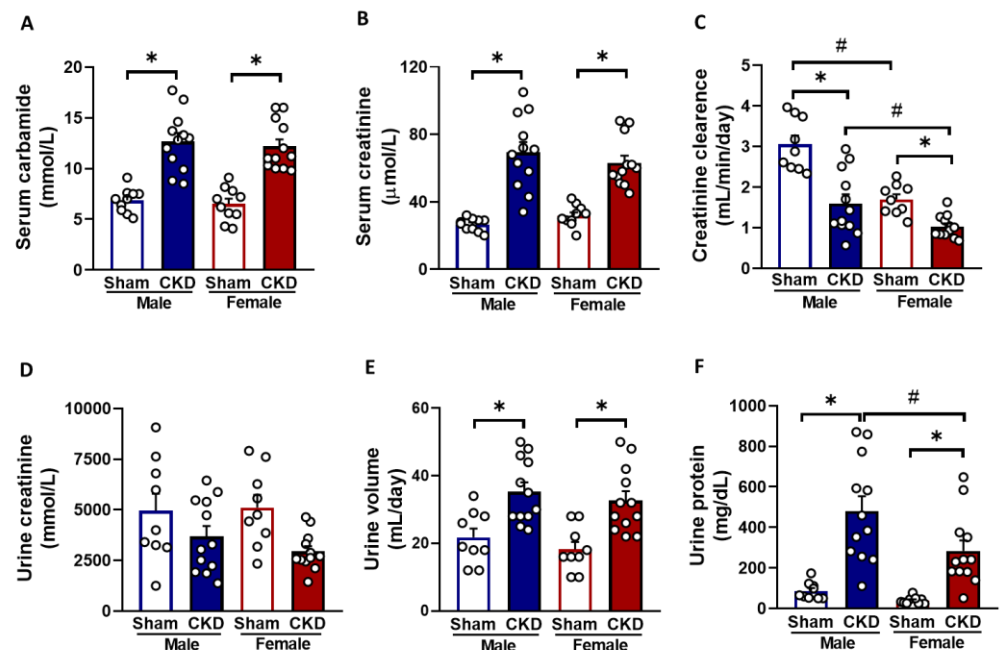 A
Serum carbamide
(mmol/L)
20
15
10
5
0
*
*
Sham CKD Sham CKD
Male Female
B
Serum creatinine
(μmol/L)
120
80
40
0
*
*
Sham CKD Sham CKD
Male Female
C
Creatinine clearence
(mL/min/day)
5
4
3
2
1
0
#
*
#
*
Sham CKD Sham CKD
Male Female
D
Urine creatinine
(mmol/L)
10000
7500
5000
2500
0
Sham CKD Sham CKD
Male Female
E
Urine volume
(mL/day)
60
40
20
0
*
*
Sham CKD Sham CKD
Male Female
F
Urine protein
(mg/dL)
1000
800
600
400
200
0
*
#
*
Sham CKD Sham CKD
Male Female